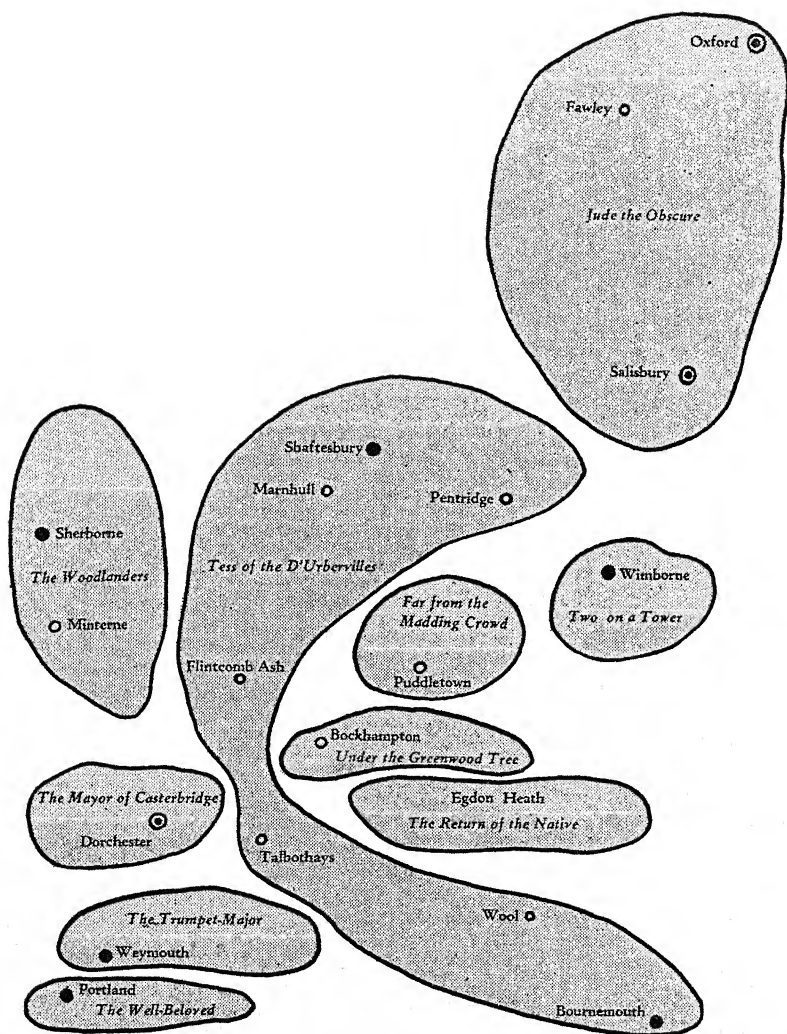 Oxford
Fawley
Jude the Obscure
Salisbury
Shaftesbury
Marnhull
Pentridge
Sherborne
The Woodlanders
Minterne
Tess of the D'Urbervilles
Wimborne
Two on a Tower
Far from the
Madding Crowd
Puddletown
Flintcomb Ash
Bockhampton
Under the Greenwood Tree
The Mayor of Casterbridge
Dorchester
Egdon Heath
The Return of the Native
Talbothays
The Trumpet-Major
Weymouth
Wool
Portland
The Well-Beloved
Bournemouth